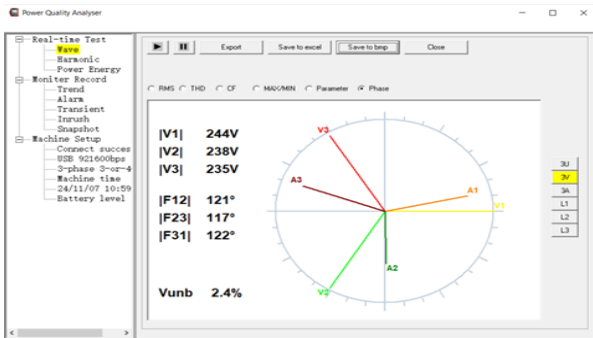 Power Quality Analyser
Real-time Test
Wave
Harmonic
Power Energy
Moniter Record
Trend
Alarm
Transient
Inrush
Snapshot
Machine Setup
Connect succes
USB 921600bps
3-phase 3-or-4
Machine time
24/11/07 10:59
Battery level
Export
Save to excel
Save to bmp
Close
RMS
THD
CF
MAX/MIN
Parameter
Phase
|V1| 244V
|V2| 238V
|V3| 235V
|F12| 121°
|F23| 117°
|F31| 122°
Vunb 2.4%
V3
A3
A1
V1
A2
V2
3U
3V
3A
L1
L2
L3